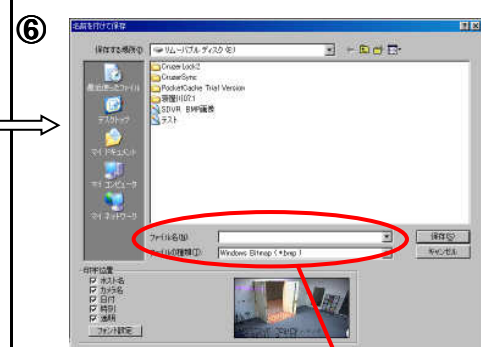 ⑥
名前を付けて保存
保存する場所(I)
リムーバブル ディスク (E)
最近使ったファイル
デスクトップ
マイ ドキュメント
マイ コンピュータ
マイ ネットワーク
CruzerLock2
CruzerSync
PocketCache Trial Version
SDVR BMP画像
テスト
ファイル名(N)
保存(S)
ファイルの種類(T)
Windows Bitmap (*.bmp)
キャンセル
印字位置
ホスト名
カメラ名
日付
時刻
透明
フォント設定